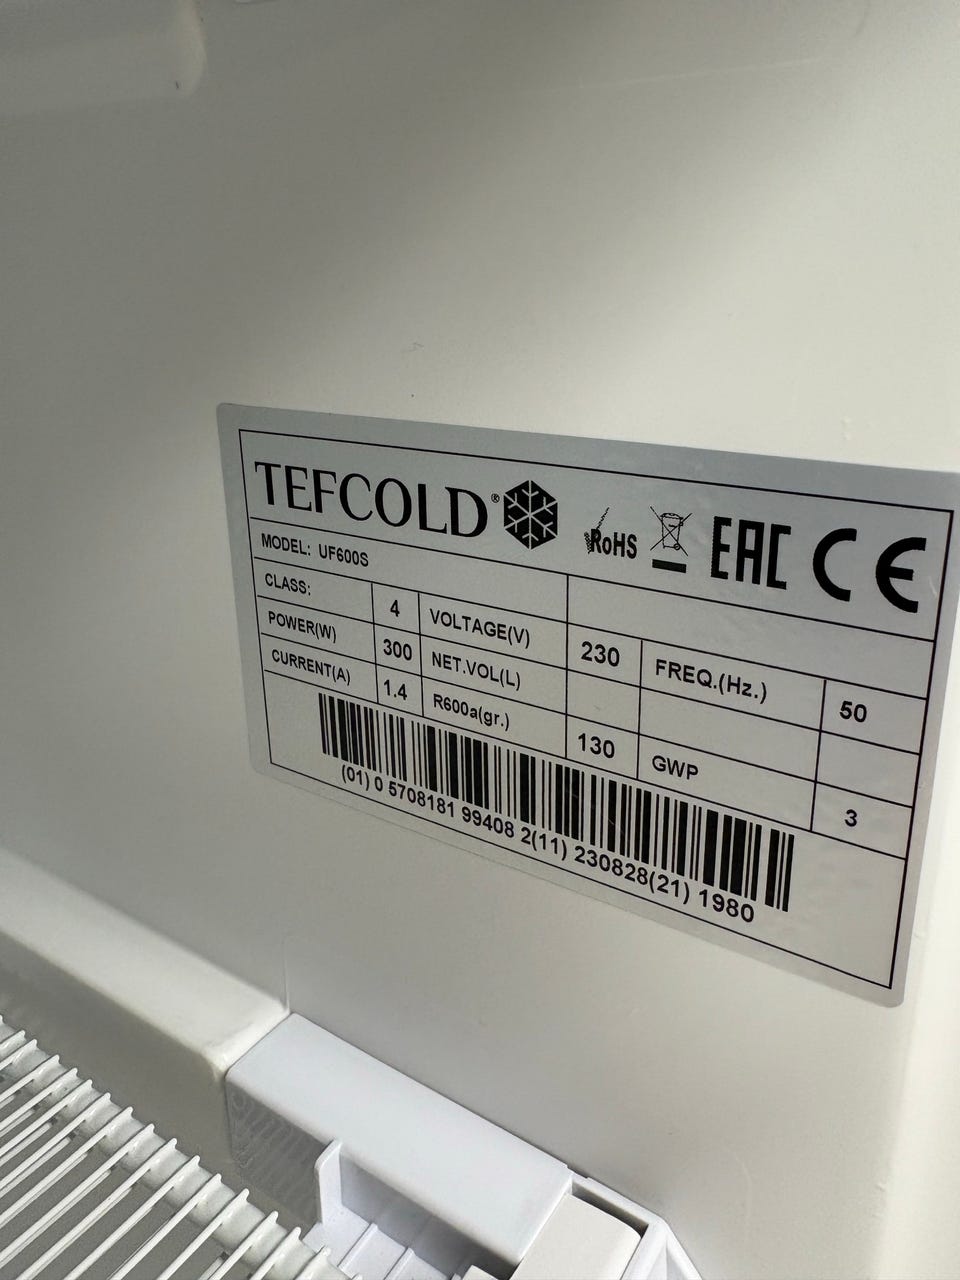 TEFCOLD®
RoHS
EAC CE
MODEL: UF600S
CLASS: 4 VOLTAGE(V) 230 FREQ.(Hz.) 50
POWER(W) 300 NET.VOL(L)
CURRENT(A) 1.4 R600a(gr.) 130 GWP 3
(01) 0 5708181 99408 2(11) 230828(21) 1980